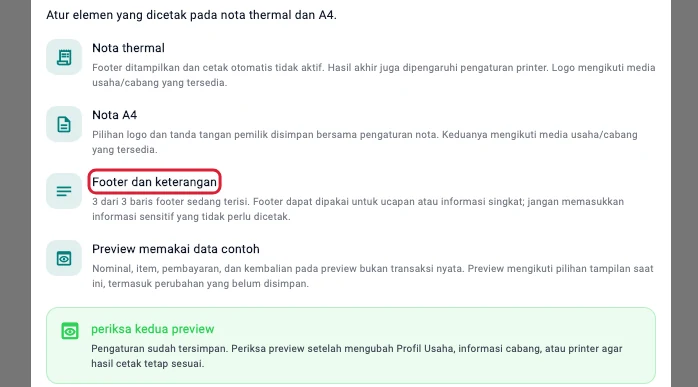 Atur elemen yang dicetak pada nota thermal dan A4.
Nota thermal
Footer ditampilkan dan cetak otomatis tidak aktif. Hasil akhir juga dipengaruhi pengaturan printer. Logo mengikuti media
usaha/cabang yang tersedia.
Nota A4
Pilihan logo dan tanda tangan pemilik disimpan bersama pengaturan nota. Keduanya mengikuti media usaha/cabang
yang tersedia.
Footer dan keterangan
3 dari 3 baris footer sedang terisi. Footer dapat dipakai untuk ucapan atau informasi singkat; jangan memasukkan
informasi sensitif yang tidak perlu dicetak.
Preview memakai data contoh
Nominal, item, pembayaran, dan kembalian pada preview bukan transaksi nyata. Preview mengikuti pilihan tampilan saat
ini, termasuk perubahan yang belum disimpan.
periksa kedua preview
Pengaturan sudah tersimpan. Periksa preview setelah mengubah Profil Usaha, informasi cabang, atau printer agar
hasil cetak tetap sesuai.